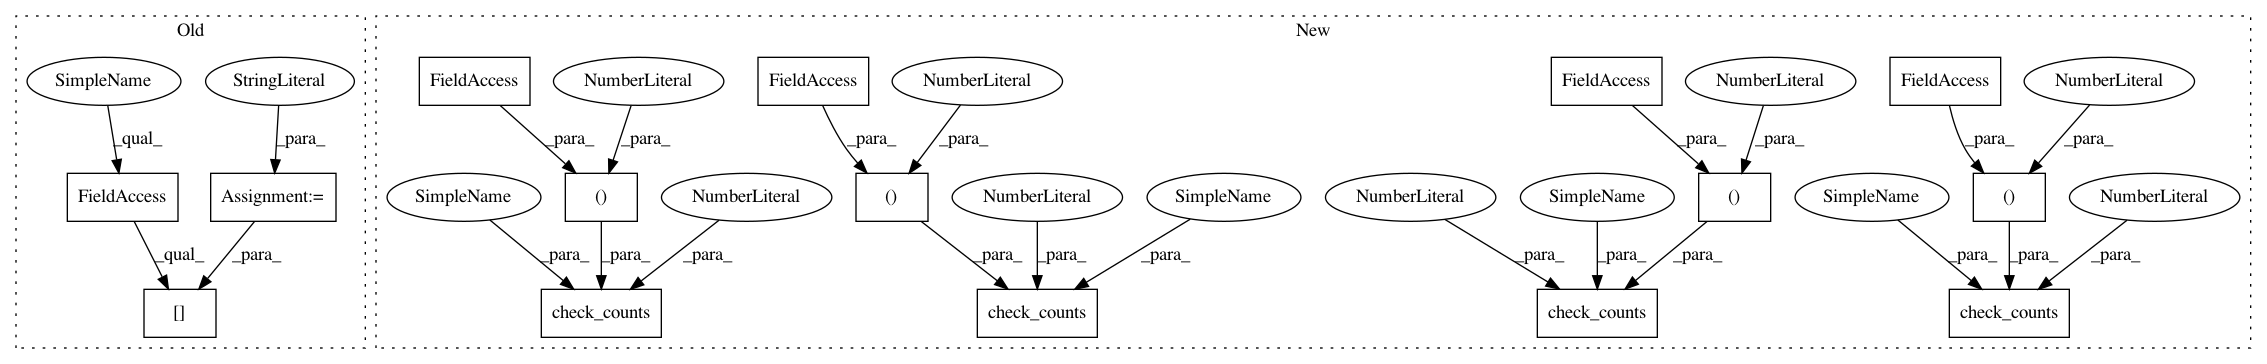 Old
New
SimpleName
StringLiteral
FieldAccess
NumberLiteral
FieldAccess
NumberLiteral
FieldAccess
NumberLiteral
FieldAccess
NumberLiteral
_qual_
_para_
_para_
_para_
_para_
_para_
_para_
_para_
_para_
_para_
FieldAccess
Assignment:=
SimpleName
()
NumberLiteral
()
NumberLiteral
SimpleName
NumberLiteral
SimpleName
()
SimpleName
()
NumberLiteral
_qual_
_para_
_para_
_para_
_para_
_para_
_para_
_para_
_para_
_para_
_para_
_para_
_para_
_para_
[]
check_counts
check_counts
check_counts
check_counts